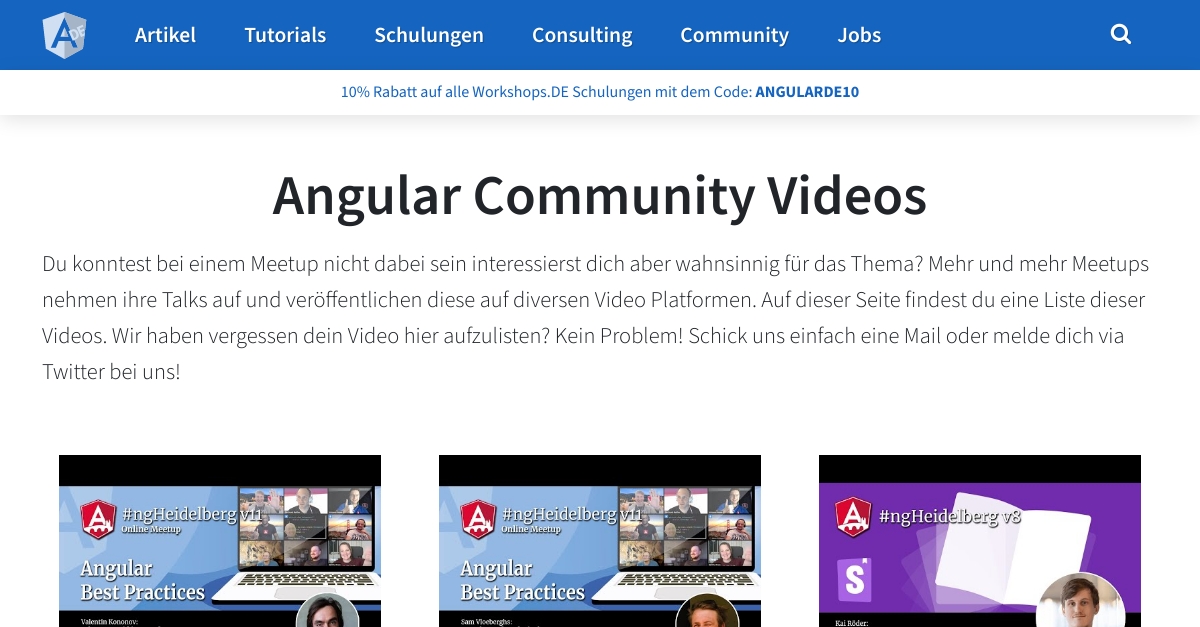 A DE Artikel Tutorials Schulungen Consulting Community Jobs
10% Rabatt auf alle Workshops.DE Schulungen mit dem Code: ANGULARDE10
Angular Community Videos
Du konntest bei einem Meetup nicht dabei sein interessierst dich aber wahnsinnig für das Thema? Mehr und mehr Meetups
nehmen ihre Talks auf und veröffentlichen diese auf diversen Video Platformen. Auf dieser Seite findest du eine Liste dieser
Videos. Wir haben vergessen dein Video hier aufzulisten? Kein Problem! Schick uns einfach eine Mail oder melde dich via
Twitter bei uns!
#ngHeidelberg v11
Online Meetup
Angular
Best Practices
Valentin Kononov:
#ngHeidelberg v11
Online Meetup
Angular
Best Practices
Sam Vloeberghs:
#ngHeidelberg v8
S
Kai Röder: